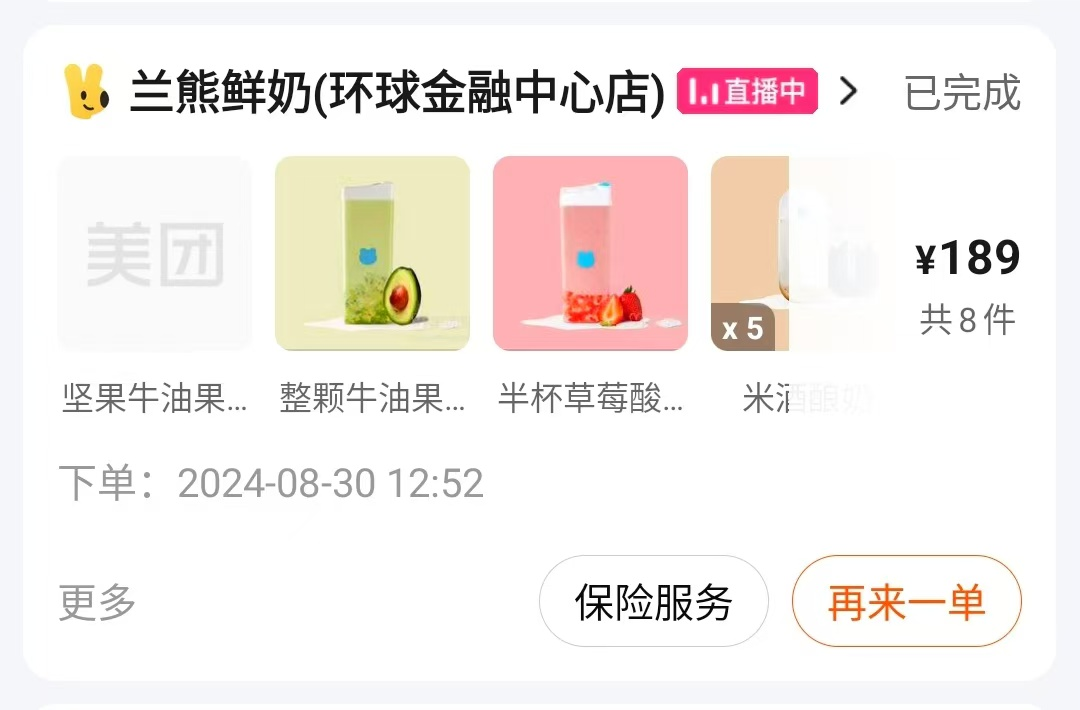 兰熊鲜奶(环球金融中心店) 直播中 > 已完成
美团
¥189
x 5
共8件
坚果牛油果... 整颗牛油果... 半杯草莓酸... 米酒酿奶
下单：2024-08-30 12:52
更多 保险服务 再来一单